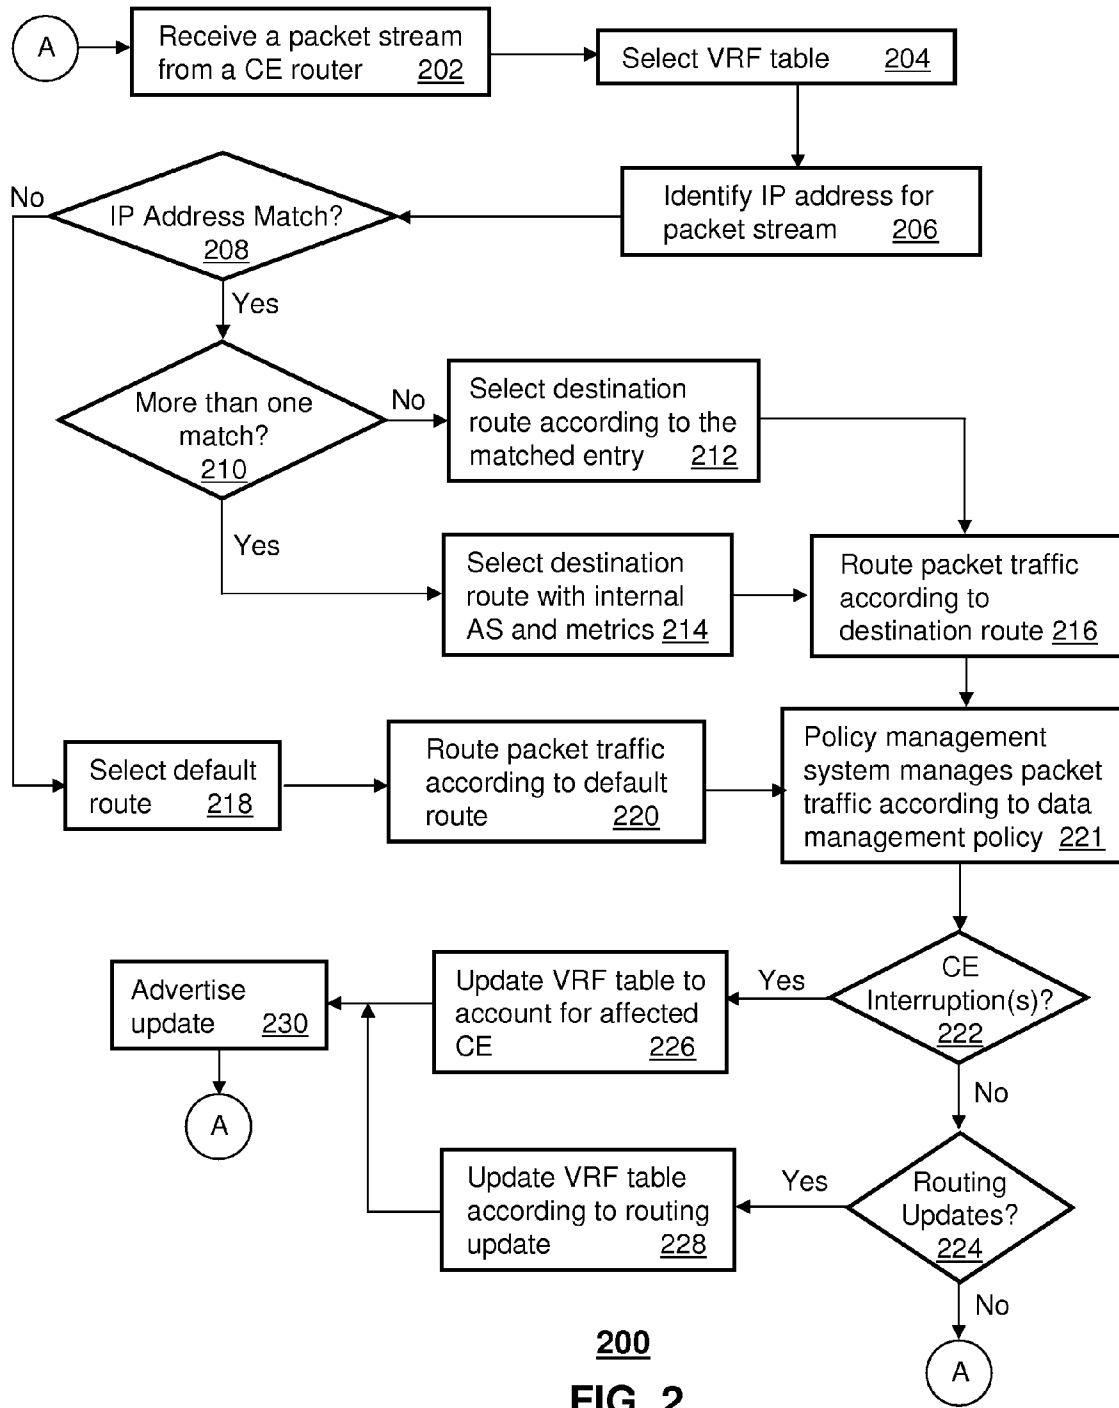 A
Receive a packet stream
from a CE router 202
Select VRF table 204
Identify IP address for
packet stream 206
No
IP Address Match?
208
Yes
More than one
match?
210
No
Select destination
route according to the
matched entry 212
Yes
Select destination
route with internal
AS and metrics 214
Route packet traffic
according to
destination route 216
Select default
route 218
Route packet traffic
according to default
route 220
Policy management
system manages packet
traffic according to data
management policy 221
CE
Interruption(s)?
222
Yes
Update VRF table to
account for affected
CE 226
Advertise
update 230
A
No
Routing
Updates?
224
Yes
Update VRF table
according to routing
update 228
No
A
200
FIG. 2